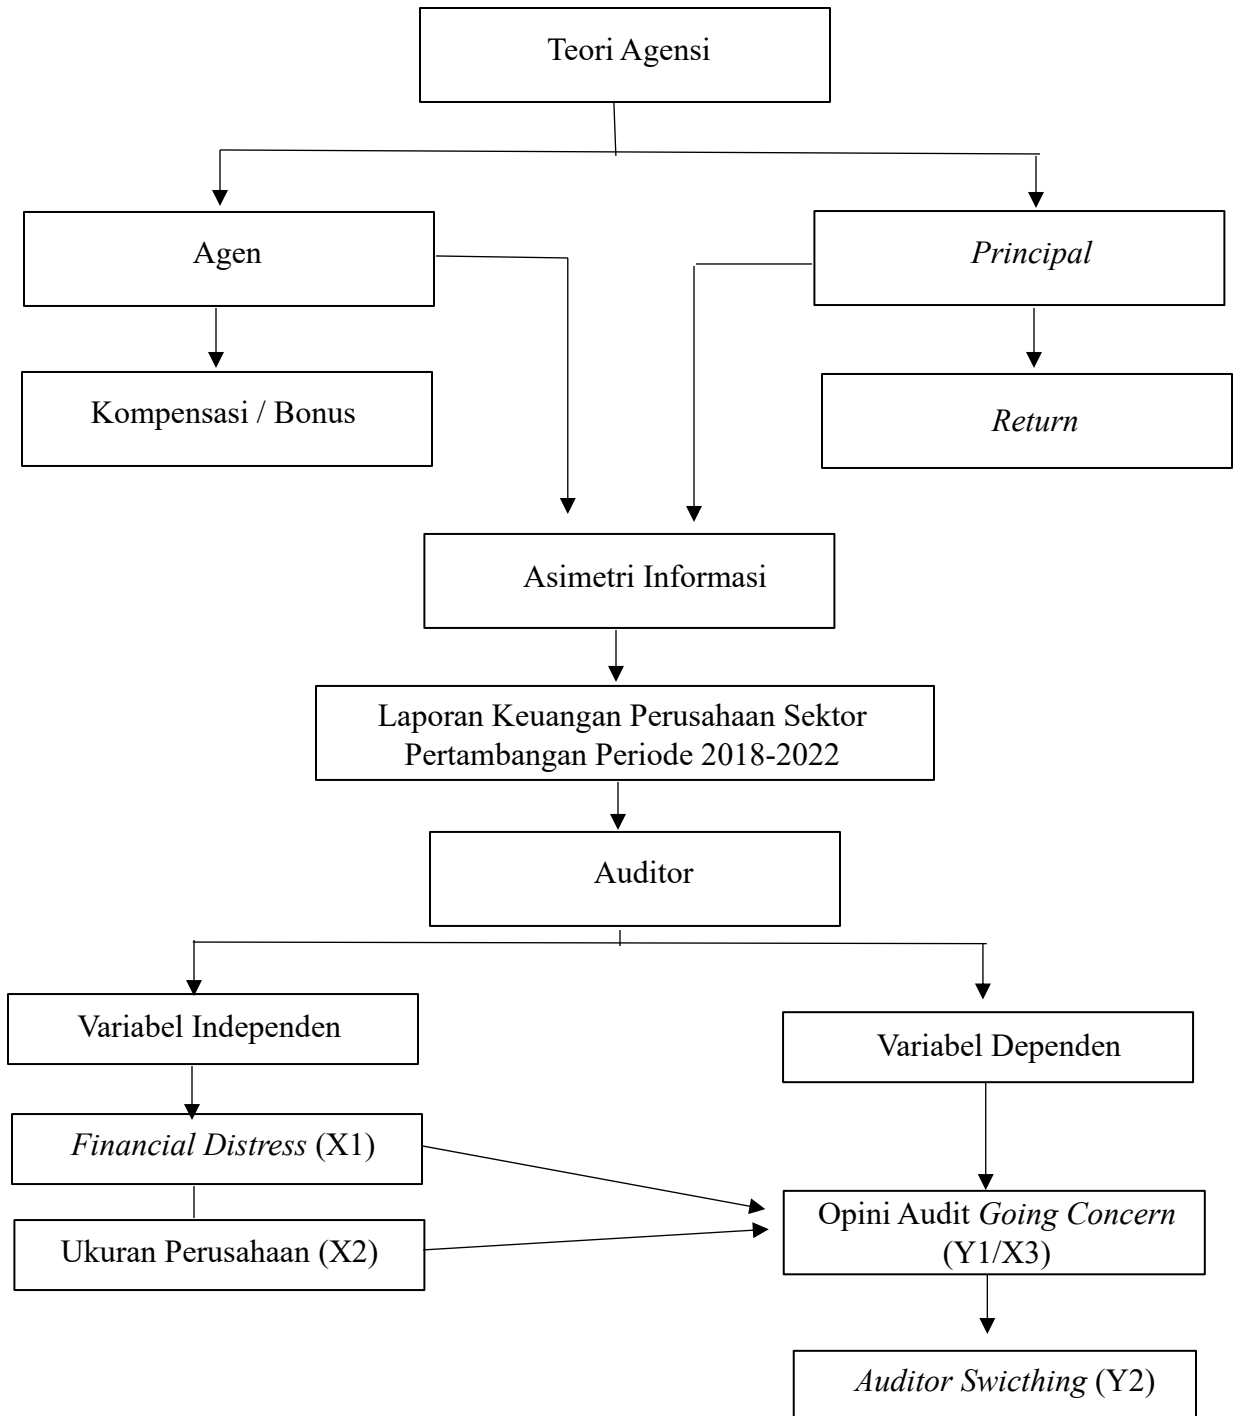 Teori Agensi
Agen
Principal
Kompensasi / Bonus
Return
Asimetri Informasi
Laporan Keuangan Perusahaan Sektor
Pertambangan Periode 2018-2022
Auditor
Variabel Independen
Variabel Dependen
Financial Distress (X1)
Opini Audit Going Concern
(Y1/X3)
Ukuran Perusahaan (X2)
Auditor Swicthing (Y2)